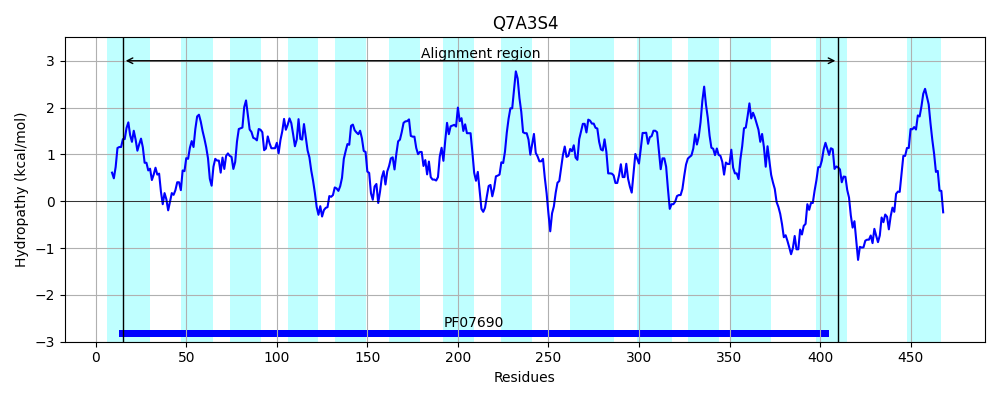 Q7A3S4
Alignment region
3
2
1
0
−1
−2
−3
Hydropathy (kcal/mol)
PF07690
0 50 100 150 200 250 300 350 400 450
Residues